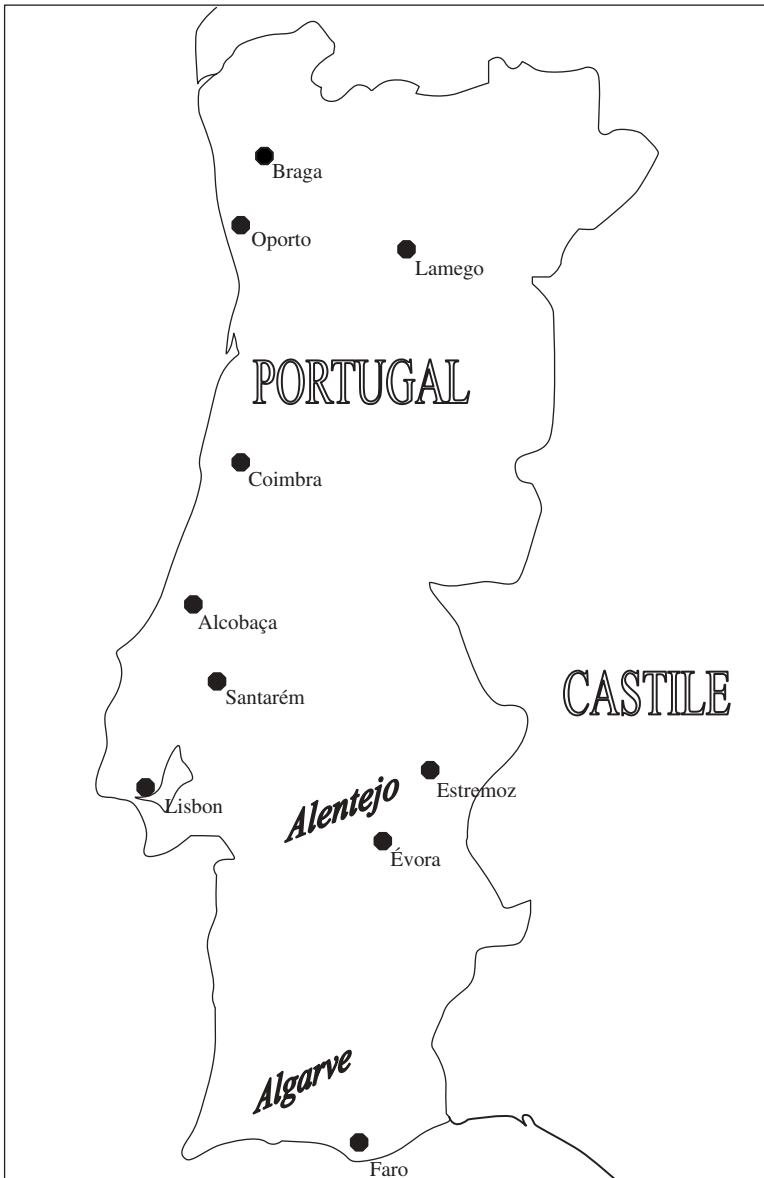 Braga
Oporto
Lamego
PORTUGAL
Coimbra
Alcobaça
CASTILE
Santarém
Estremoz
Lisbon
Alentejo
Évora
Algarve
Faro